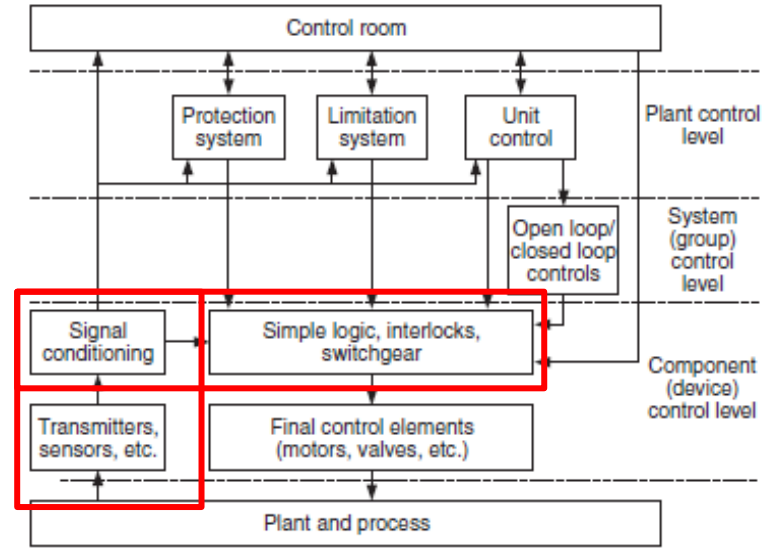 Control room
Protection
system
Limitation
system
Unit
control
Plant control
level
Open loop/
closed loop
controls
System
(group)
control
level
Signal
conditioning
Simple logic, interlocks,
switchgear
Component
(device)
control level
Transmitters,
sensors, etc.
Final control elements
(motors, valves, etc.)
Plant and process